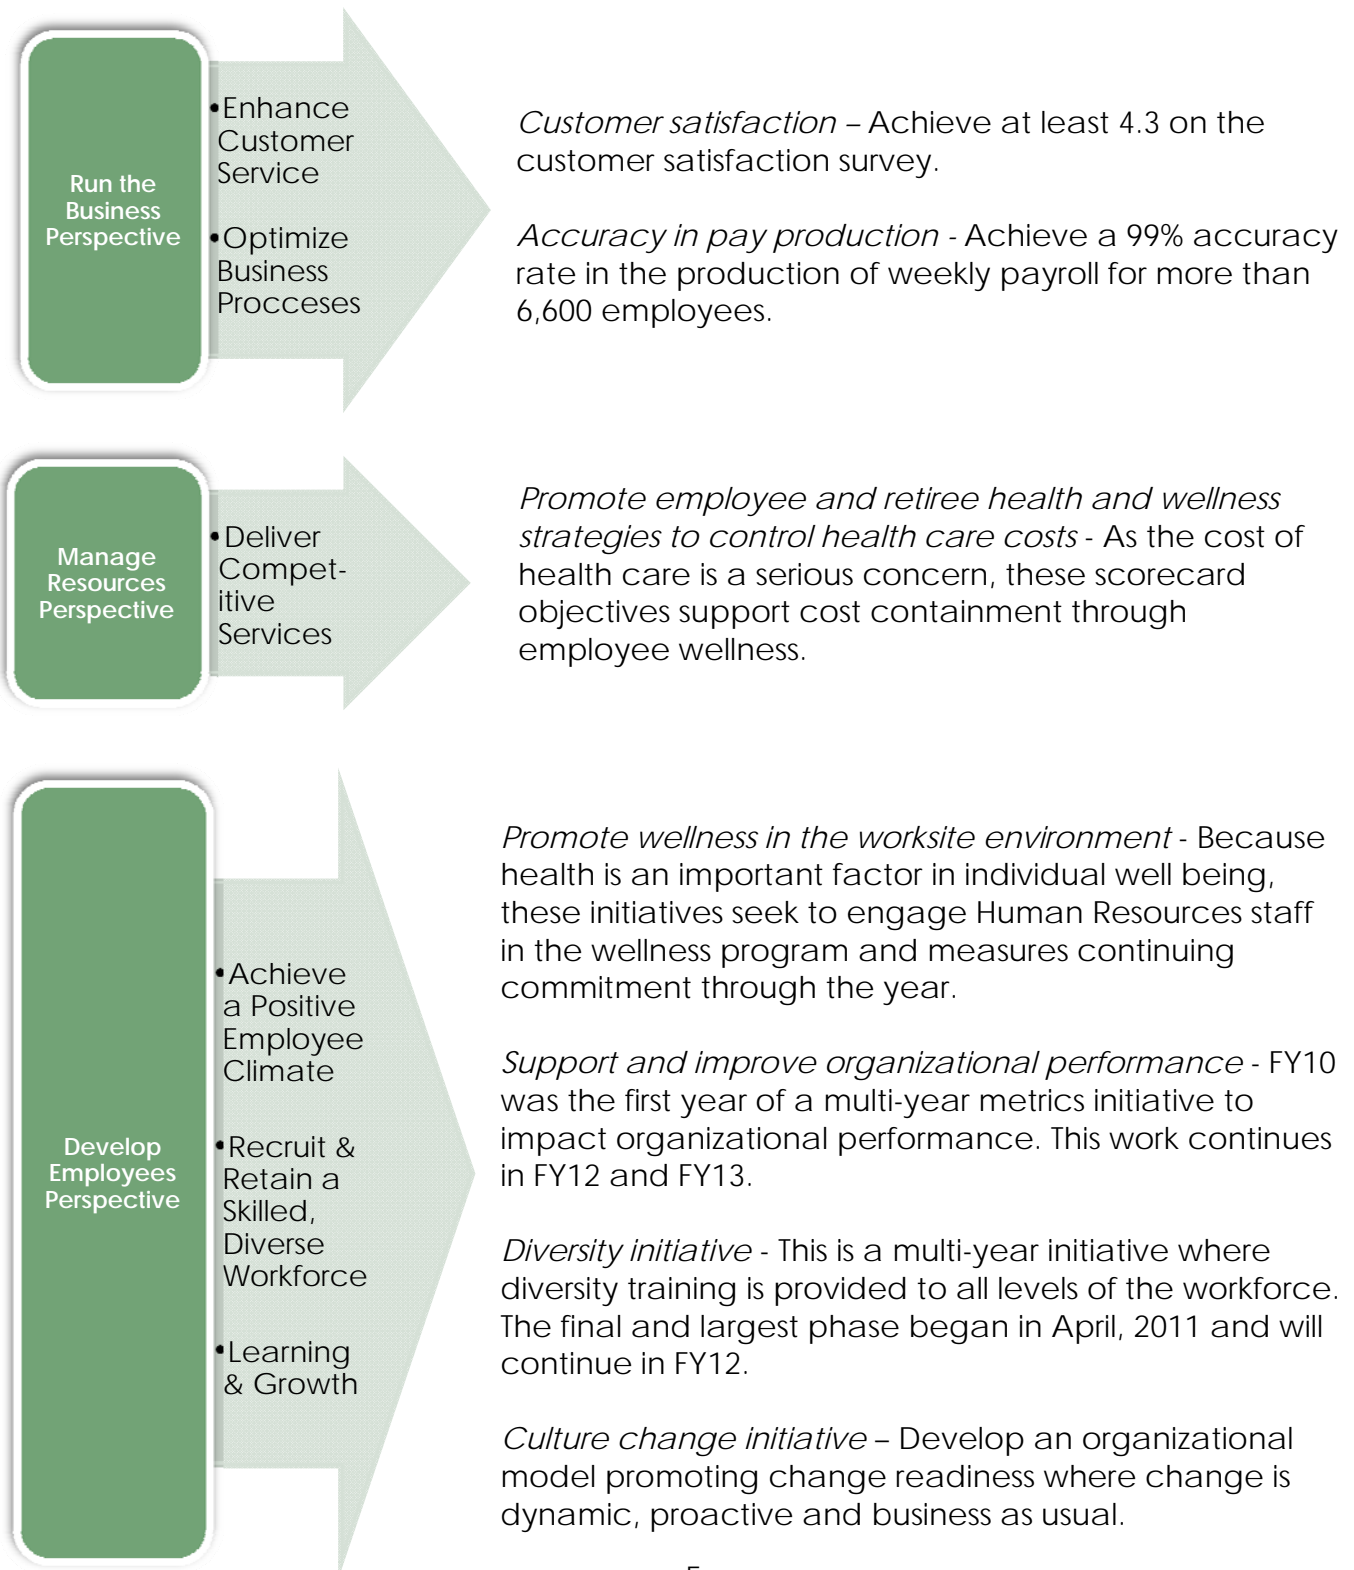 Run the
Business
Perspective
•Enhance
Customer
Service
•Optimize
Business
Procceses
Customer satisfaction – Achieve at least 4.3 on the
customer satisfaction survey.
Accuracy in pay production - Achieve a 99% accuracy
rate in the production of weekly payroll for more than
6,600 employees.
Manage
Resources
Perspective
•Deliver
Compet-
itive
Services
Promote employee and retiree health and wellness
strategies to control health care costs - As the cost of
health care is a serious concern, these scorecard
objectives support cost containment through
employee wellness.
Develop
Employees
Perspective
•Achieve
a Positive
Employee
Climate
•Recruit &
Retain a
Skilled,
Diverse
Workforce
•Learning
& Growth
Promote wellness in the worksite environment - Because
health is an important factor in individual well being,
these initiatives seek to engage Human Resources staff
in the wellness program and measures continuing
commitment through the year.
Support and improve organizational performance - FY10
was the first year of a multi-year metrics initiative to
impact organizational performance. This work continues
in FY12 and FY13.
Diversity initiative - This is a multi-year initiative where
diversity training is provided to all levels of the workforce.
The final and largest phase began in April, 2011 and will
continue in FY12.
Culture change initiative – Develop an organizational
model promoting change readiness where change is
dynamic, proactive and business as usual.